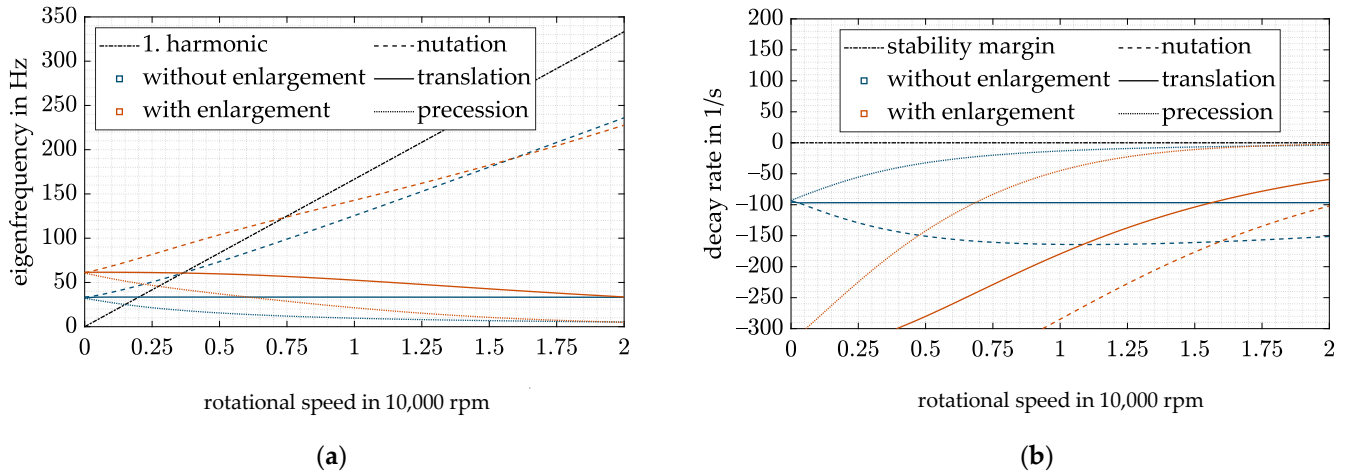 350
300
250
200
150
100
50
0
eigenfrequency in Hz
1. harmonic
without enlargement
with enlargement
nutation
translation
precession
0 0.25 0.5 0.75 1 1.25 1.5 1.75 2
rotational speed in 10,000 rpm
(a)
200
150
100
50
0
−50
−100
−150
−200
−250
−300
decay rate in 1/s
stability margin
without enlargement
with enlargement
nutation
translation
precession
0 0.25 0.5 0.75 1 1.25 1.5 1.75 2
rotational speed in 10,000 rpm
(b)